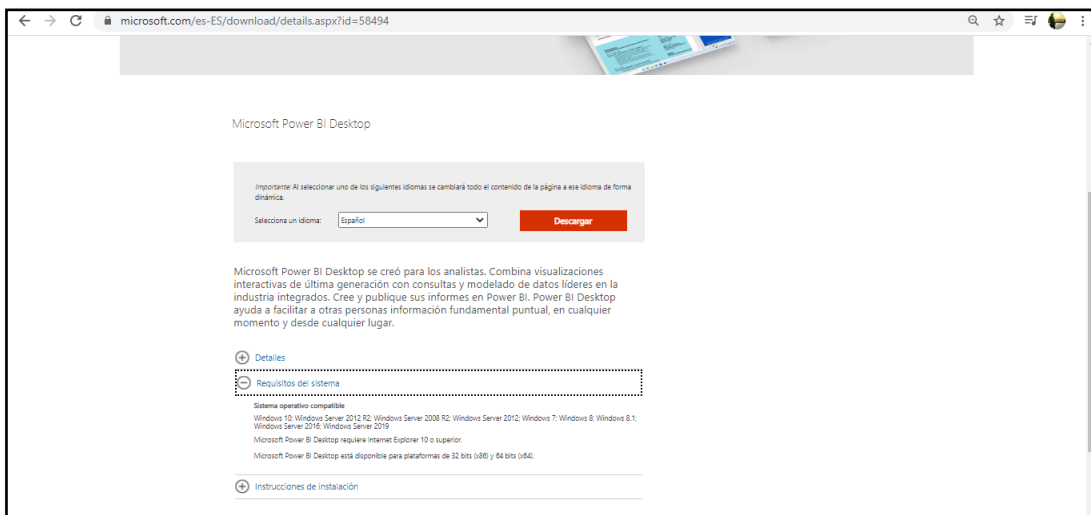 microsoft.com/es-ES/download/details.aspx?id=58494
Microsoft Power BI Desktop
Importante: Al seleccionar uno de los siguientes idiomas se cambiará todo el contenido de la página a ese idioma de forma
dinámica.
Selecciona un idioma: Español Descargar
Microsoft Power BI Desktop se creó para los analistas. Combina visualizaciones
interactivas de última generación con consultas y modelado de datos líderes en la
industria integrados. Cree y publique sus informes en Power BI. Power BI Desktop
ayuda a facilitar a otras personas información fundamental puntual, en cualquier
momento y desde cualquier lugar.
Detalles
Requisitos del sistema
Sistema operativo compatible
Windows 10; Windows Server 2012 R2; Windows Server 2008 R2; Windows Server 2012; Windows 7; Windows 8; Windows 8.1;
Windows Server 2016; Windows Server 2019
Microsoft Power BI Desktop requiere Internet Explorer 10 o superior.
Microsoft Power BI Desktop está disponible para plataformas de 32 bits (x86) y 64 bits (x64).
Instrucciones de instalación